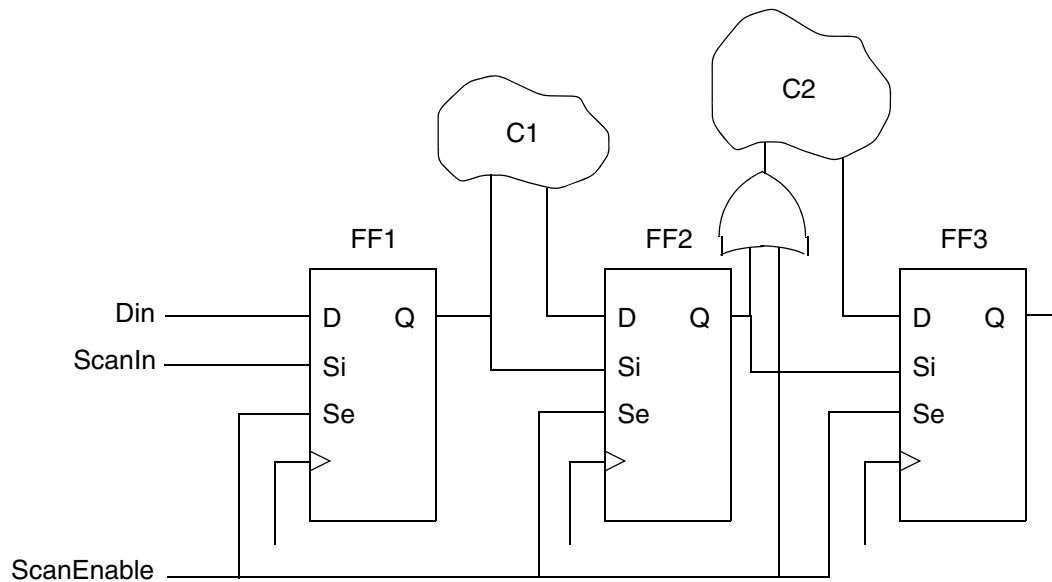 C2
C1
FF1
FF2
FF3
Din
D
Q
D
Q
D
Q
ScanIn
Si
Si
Si
Se
Se
Se
ScanEnable